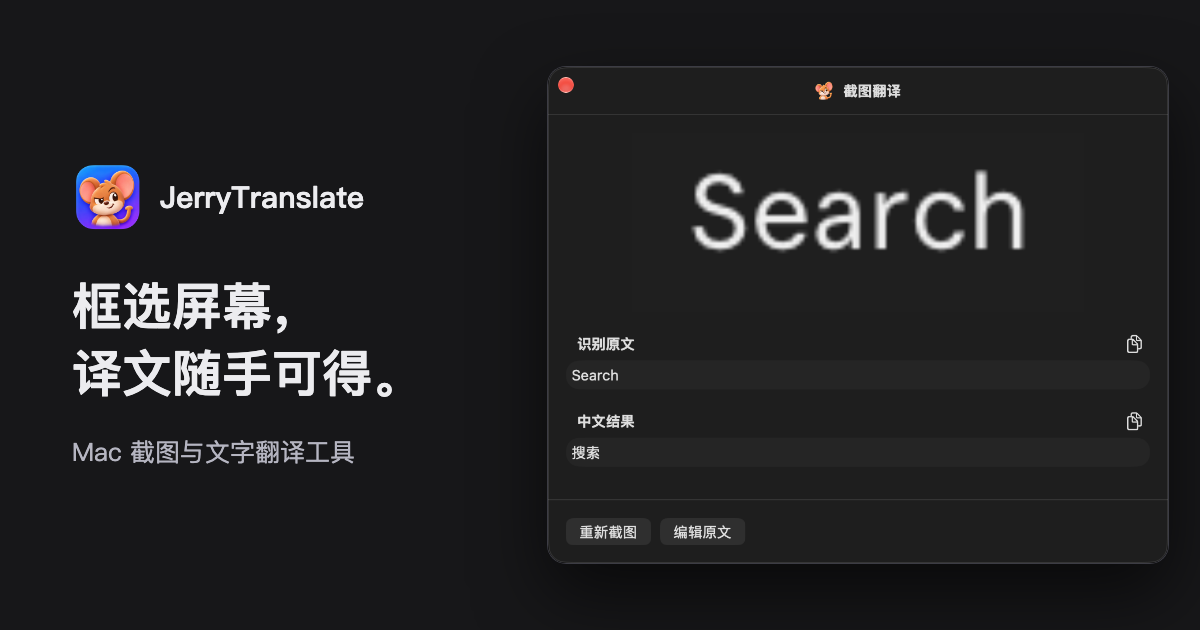 JerryTranslate
框选屏幕，
译文随手可得。
Mac 截图与文字翻译工具
截图翻译
Search
识别原文
Search
中文结果
搜索
重新截图
编辑原文